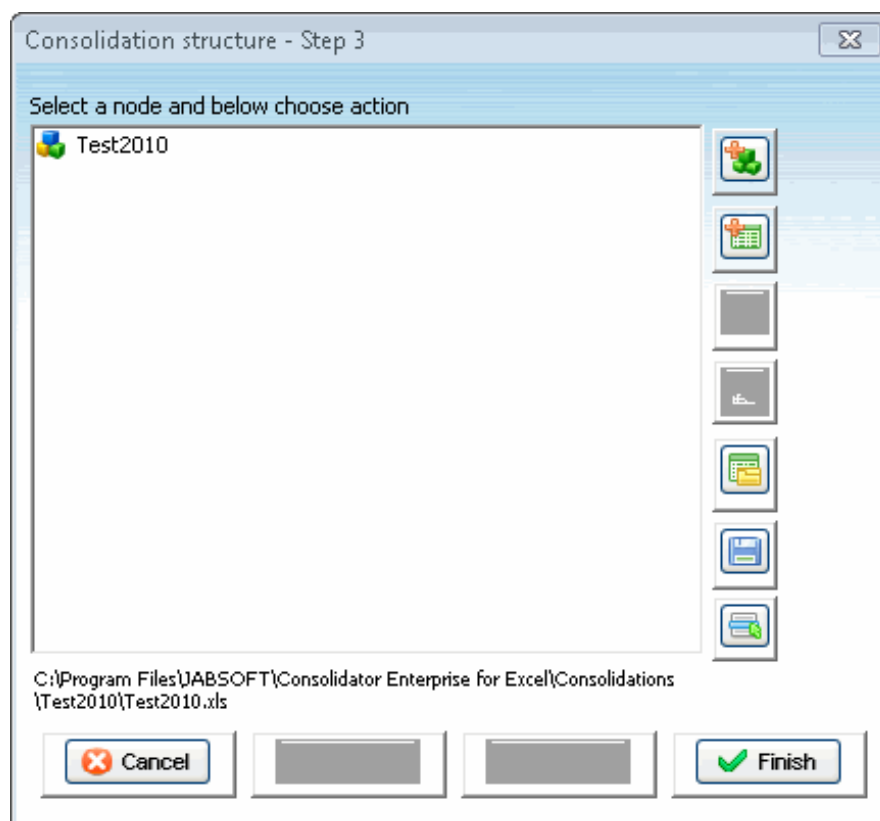 Consolidation structure - Step 3
Select a node and below choose action
Test2010
C:\Program Files\JABSOFT\Consolidator Enterprise for Excel\Consolidations
\Test2010\Test2010.xls
Cancel
Finish